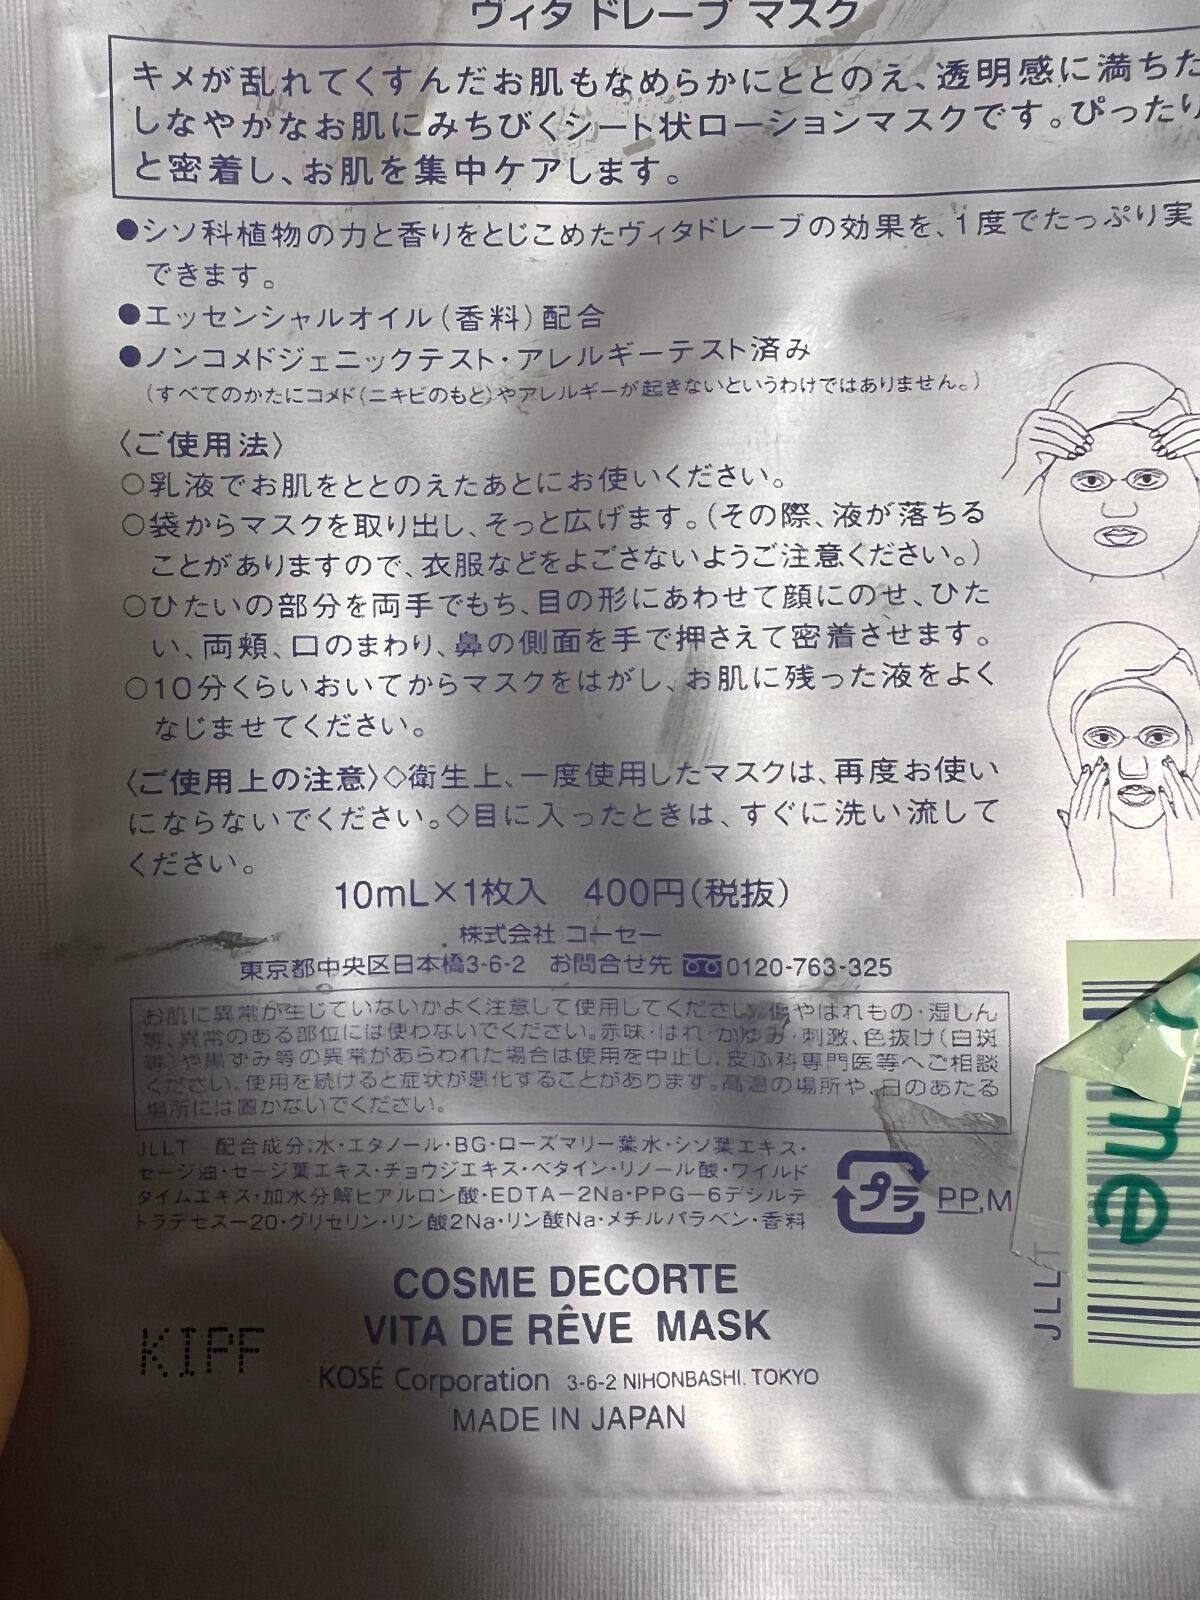 ヴィタ ドレーブ マスク
キメが乱れてくすんだお肌もなめらかにととのえ、透明感に満ちた
しなやかなお肌にみちびくシート状ローションマスクです。ぴったり
と密着し、お肌を集中ケアします。
●シソ科植物の力と香りをとじこめたヴィタドレーブの効果を、1度でたっぷり実
できます。
●エッセンシャルオイル(香料)配合
●ノンコメドジェニックテスト・アレルギーテスト済み
(すべてのかたにコメド(ニキビのもと)やアレルギーが起きないというわけではありません。)
〈ご使用法〉
○乳液でお肌をととのえたあとにお使いください。
○袋からマスクを取り出し、そっと広げます。(その際、液が落ちる
ことがありますので、衣服などをよごさないようご注意ください。)
○ひたいの部分を両手でもち、目の形にあわせて顔にのせ、ひた
い、両頬、口のまわり、鼻の側面を手で押さえて密着させます。
○10分くらいおいてからマスクをはがし、お肌に残った液をよく
なじませてください。
〈ご使用上の注意〉◇衛生上、一度使用したマスクは、再度お使い
にならないでください。◇目に入ったときは、すぐに洗い流して
ください。
10mL×1枚入 400円(税抜)
株式会社 コーセー
東京都中央区日本橋3-6-2 お問合せ先 0120-763-325
お肌に異常が生じていないかよく注意して使用してください。傷やはれもの・湿しん
等、異常のある部位には使わないでください。赤味・はれ・かゆみ・刺激、色抜け(白斑
等)や黒ずみ等の異常があらわれた場合は使用を中止し、皮ふ科専門医等へご相談
ください。使用を続けると症状が悪化することがあります。高温の場所や、日のあたる
場所には置かないでください。
JLLT 配合成分:水・エタノール・BG・ローズマリー葉水・シソ葉エキス・
セージ油・セージ葉エキス・チョウジエキス・ベタイン・リノール酸・ワイルド
タイムエキス・加水分解ヒアルロン酸・EDTA－2Na・PPG－6デシルテ
トラデセス－20・グリセリン・リン酸2Na・リン酸Na・メチルパラベン・香料
プラ PP,M
me
JLLT
COSME DECORTE
VITA DE RÊVE MASK
KIPF
KOSÉ Corporation 3-6-2 NIHONBASHI, TOKYO
MADE IN JAPAN